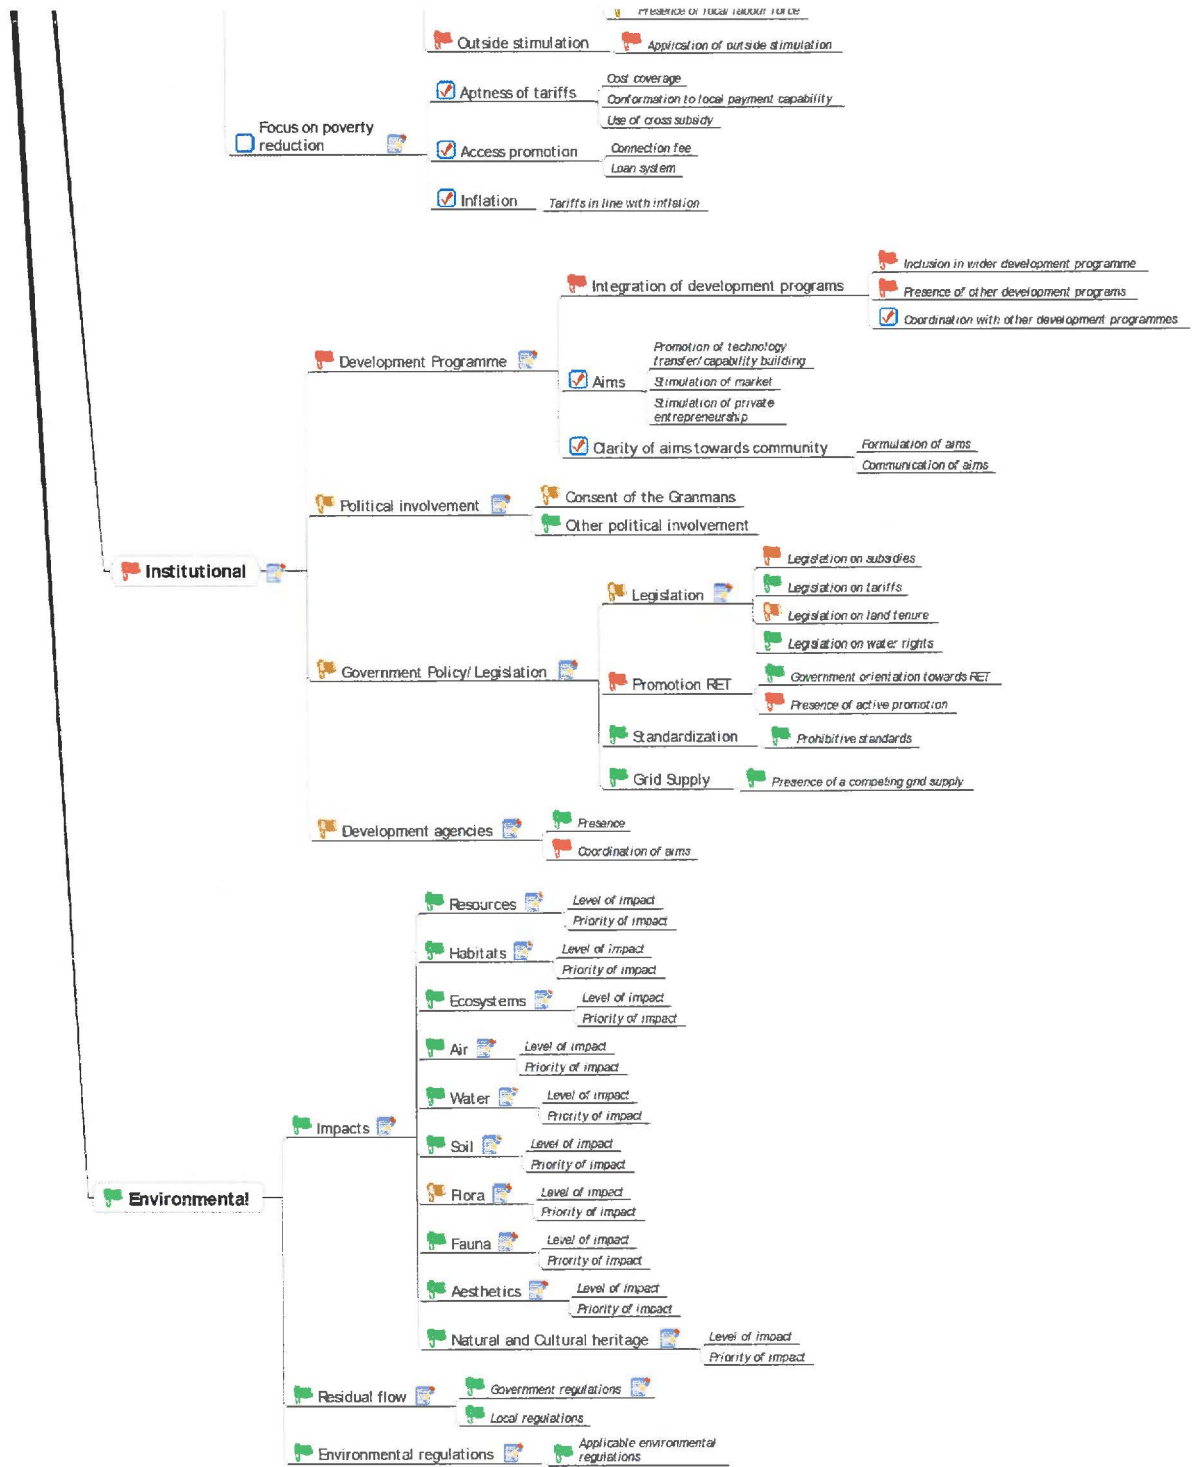 Presence of local labour force
Outside stimulation
Application of outside stimulation
Aptness of tariffs
Cost coverage
Conformation to local payment capability
Use of cross subsidy
Focus on poverty
reduction
Access promotion
Connection fee
Loan system
Inflation
Tariffs in line with inflation
Integration of development programs
Inclusion in wider development programme
Presence of other development programs
Coordination with other development programmes
Development Programme
Aims
Promotion of technology
transfer/capability building
Stimulation of market
Stimulation of private
entrepreneurship
Clarity of aims towards community
Formulation of aims
Communication of aims
Political involvement
Consent of the Granmans
Other political involvement
Institutional
Legislation
Legislation on subsidies
Legislation on tariffs
Legislation on land tenure
Legislation on water rights
Government Policy/Legislation
Promotion RET
Government orientation towards RET
Presence of active promotion
Standardization
Prohibitive standards
Grid Supply
Presence of a competing grid supply
Development agencies
Presence
Coordination of aims
Resources
Level of impact
Priority of impact
Habitats
Level of impact
Priority of impact
Ecosystems
Level of impact
Priority of impact
Air
Level of impact
Priority of impact
Water
Level of impact
Priority of impact
Impacts
Soil
Level of impact
Priority of impact
Environmental
Flora
Level of impact
Priority of impact
Fauna
Level of impact
Priority of impact
Aesthetics
Level of impact
Priority of impact
Natural and Cultural heritage
Level of impact
Priority of impact
Residual flow
Government regulations
Local regulations
Environmental regulations
Applicable environmental
regulations